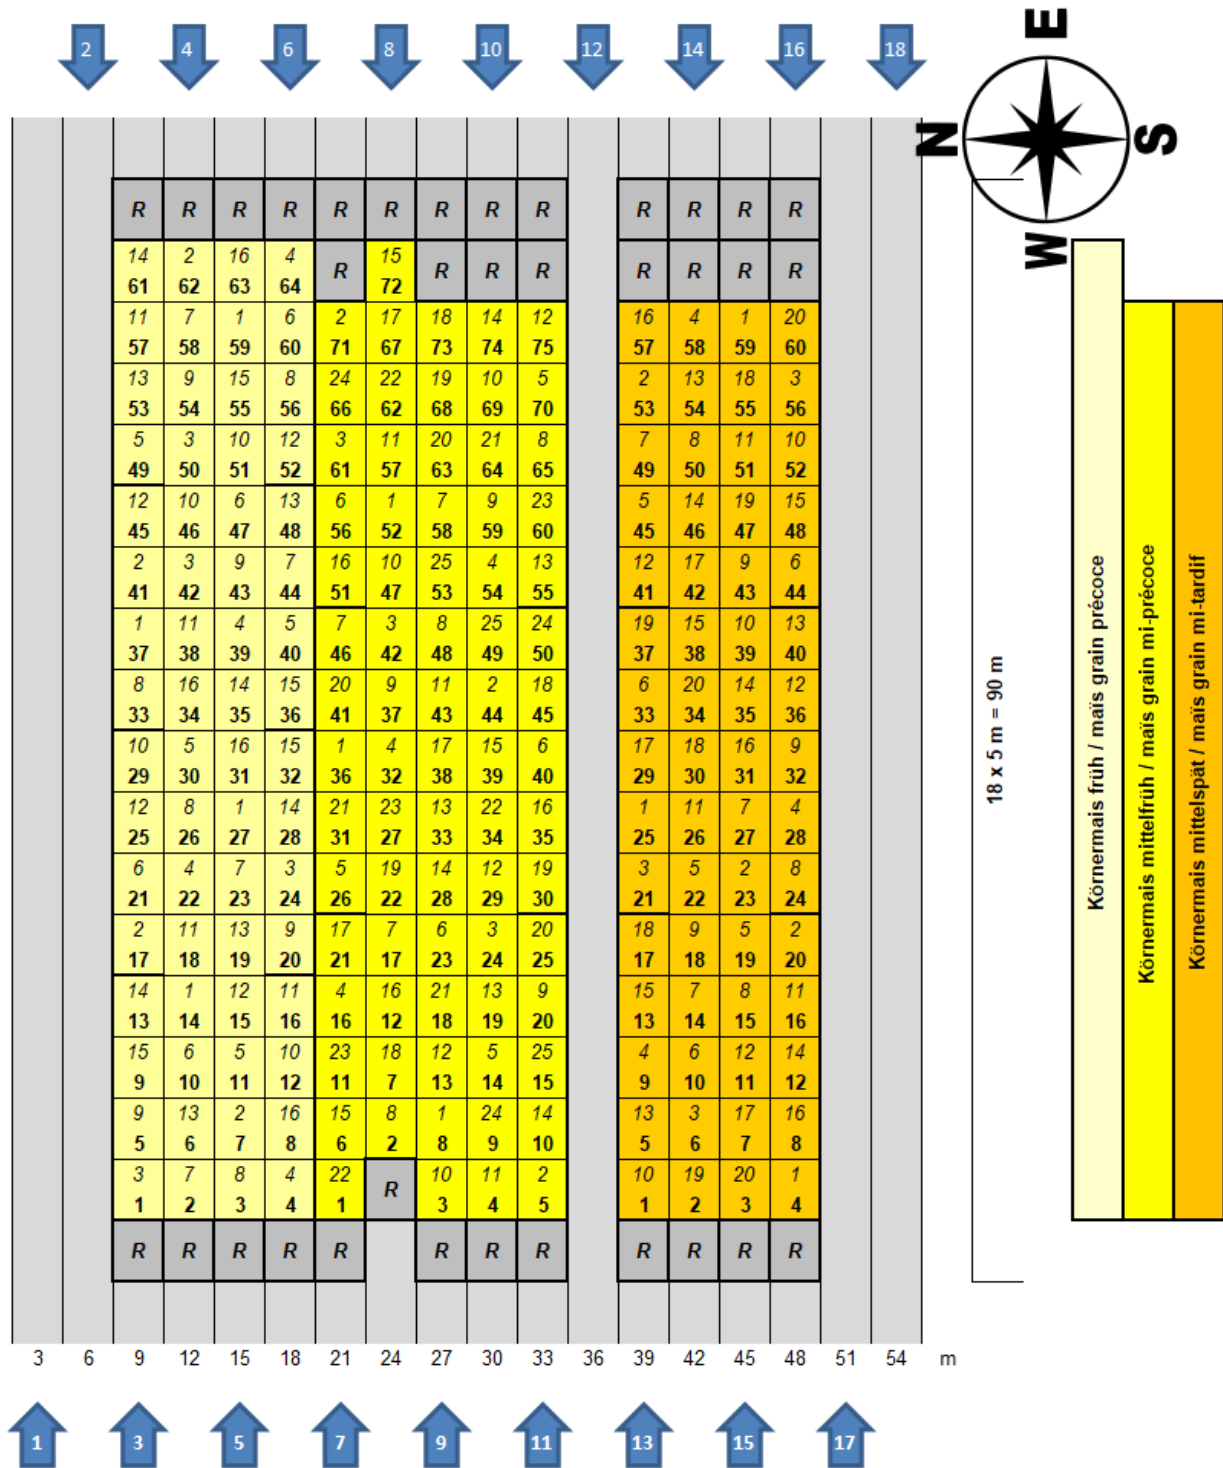 2 4 6 8 10 12 14 16 18
E
N S
W
R R R R R R R R R R R R R
14 2 16 4 R 15 R R R R R R R
61 62 63 64 72
11 7 1 6 2 17 18 14 12 16 4 1 20
57 58 59 60 71 67 73 74 75 57 58 59 60
13 9 15 8 24 22 19 10 5 2 13 18 3
53 54 55 56 66 62 68 69 70 53 54 55 56
5 3 10 12 3 11 20 21 8 7 8 11 10
49 50 51 52 61 57 63 64 65 49 50 51 52
12 10 6 13 6 1 7 9 23 5 14 19 15
45 46 47 48 56 52 58 59 60 45 46 47 48
2 3 9 7 16 10 25 4 13 12 17 9 6
41 42 43 44 51 47 53 54 55 41 42 43 44
1 11 4 5 7 3 8 25 24 19 15 10 13
37 38 39 40 46 42 48 49 50 37 38 39 40
8 16 14 15 20 9 11 2 18 6 20 14 12
33 34 35 36 41 37 43 44 45 33 34 35 36
10 5 16 15 1 4 17 15 6 17 18 16 9
29 30 31 32 36 32 38 39 40 29 30 31 32
12 8 1 14 21 23 13 22 16 1 11 7 4
25 26 27 28 31 27 33 34 35 25 26 27 28
6 4 7 3 5 19 14 12 19 3 5 2 8
21 22 23 24 26 22 28 29 30 21 22 23 24
2 11 13 9 17 7 6 3 20 18 9 5 2
17 18 19 20 21 17 23 24 25 17 18 19 20
14 1 12 11 4 16 21 13 9 15 7 8 11
13 14 15 16 16 12 18 19 20 13 14 15 16
15 6 5 10 23 18 12 5 25 4 6 12 14
9 10 11 12 11 7 13 14 15 9 10 11 12
9 13 2 16 15 8 1 24 14 13 3 17 16
5 6 7 8 6 2 8 9 10 5 6 7 8
3 7 8 4 22 R 10 11 2 10 19 20 1
1 2 3 4 1 3 4 5 1 2 3 4
R R R R R R R R R R R R
3 6 9 12 15 18 21 24 27 30 33 36 39 42 45 48 51 54 m
1 3 5 7 9 11 13 15 17
18 x 5 m = 90 m
Körnermais früh / maïs grain précoce
Körnermais mittelfrüh / maïs grain mi-précoce
Körnermais mittelspät / maïs grain mi-tardif